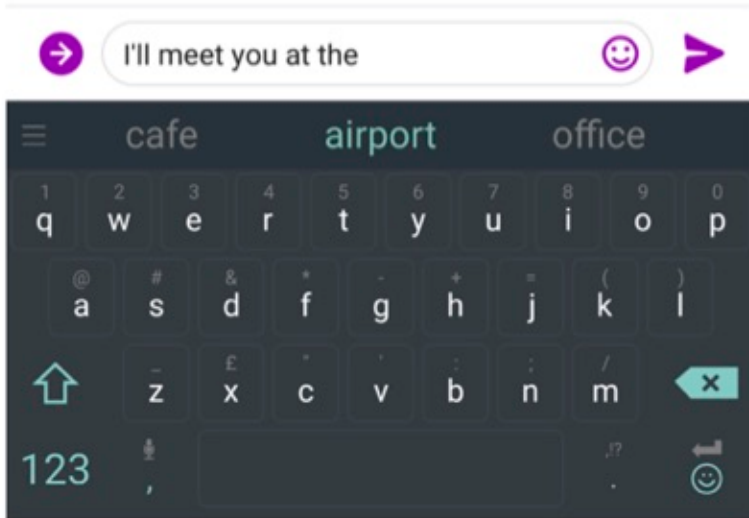 I'll meet you at the
cafe airport office
1 2 3 4 5 6 7 8 9 0
q w e r t y u i o p
@ # & * - + = ( )
a s d f g h j k l
_ £ " ' : ; /
z x c v b n m
123 , ,!? .